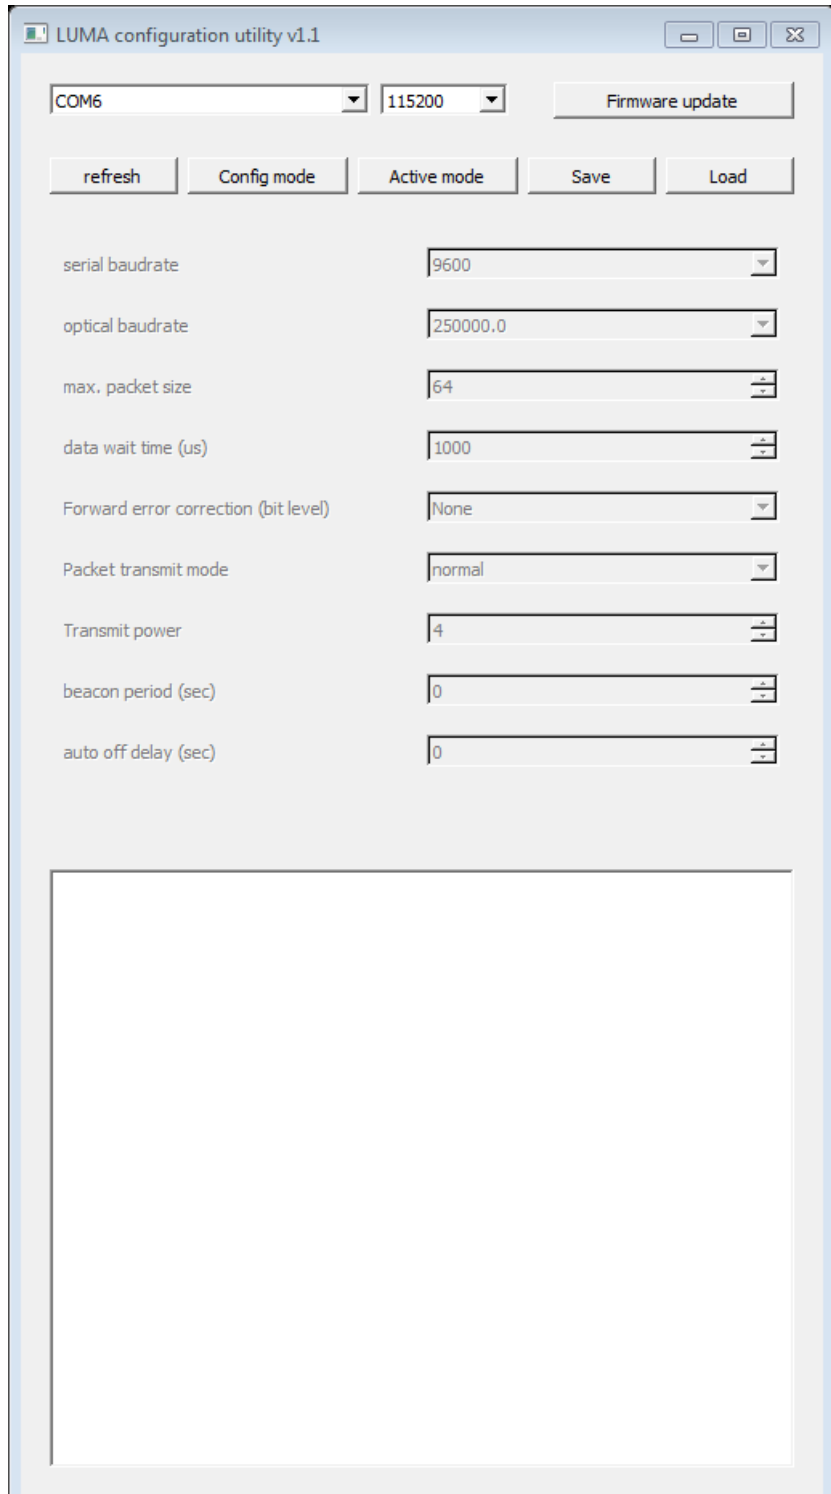 LUMA configuration utility v1.1
COM6 115200 Firmware update
refresh Config mode Active mode Save Load
serial baudrate 9600
optical baudrate 250000.0
max. packet size 64
data wait time (us) 1000
Forward error correction (bit level) None
Packet transmit mode normal
Transmit power 4
beacon period (sec) 0
auto off delay (sec) 0